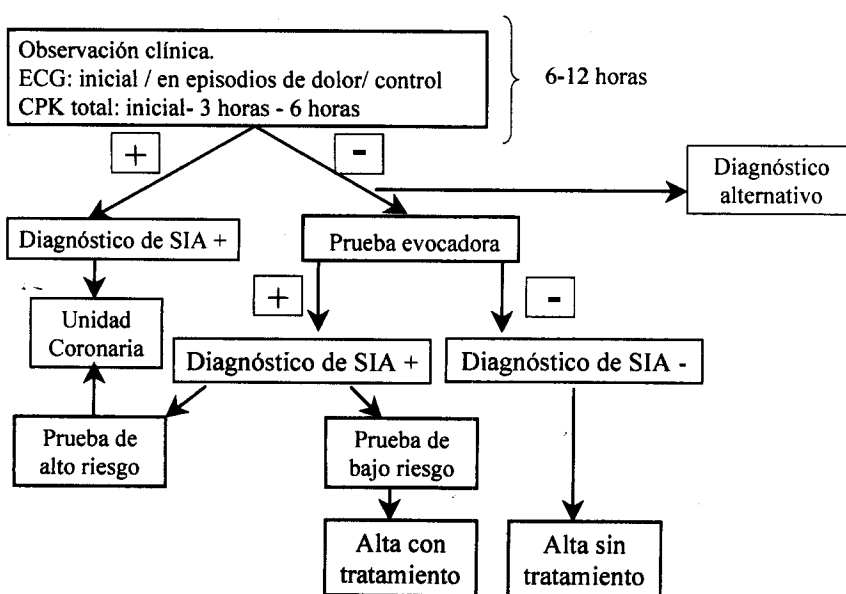 Observación clínica.
ECG: inicial / en episodios de dolor/ control
CPK total: inicial- 3 horas - 6 horas
6-12 horas
+
-
Diagnóstico
alternativo
Diagnóstico de SIA +
Prueba evocadora
+
-
Unidad
Coronaria
Diagnóstico de SIA +
Diagnóstico de SIA -
Prueba de
alto riesgo
Prueba de
bajo riesgo
Alta con
tratamiento
Alta sin
tratamiento